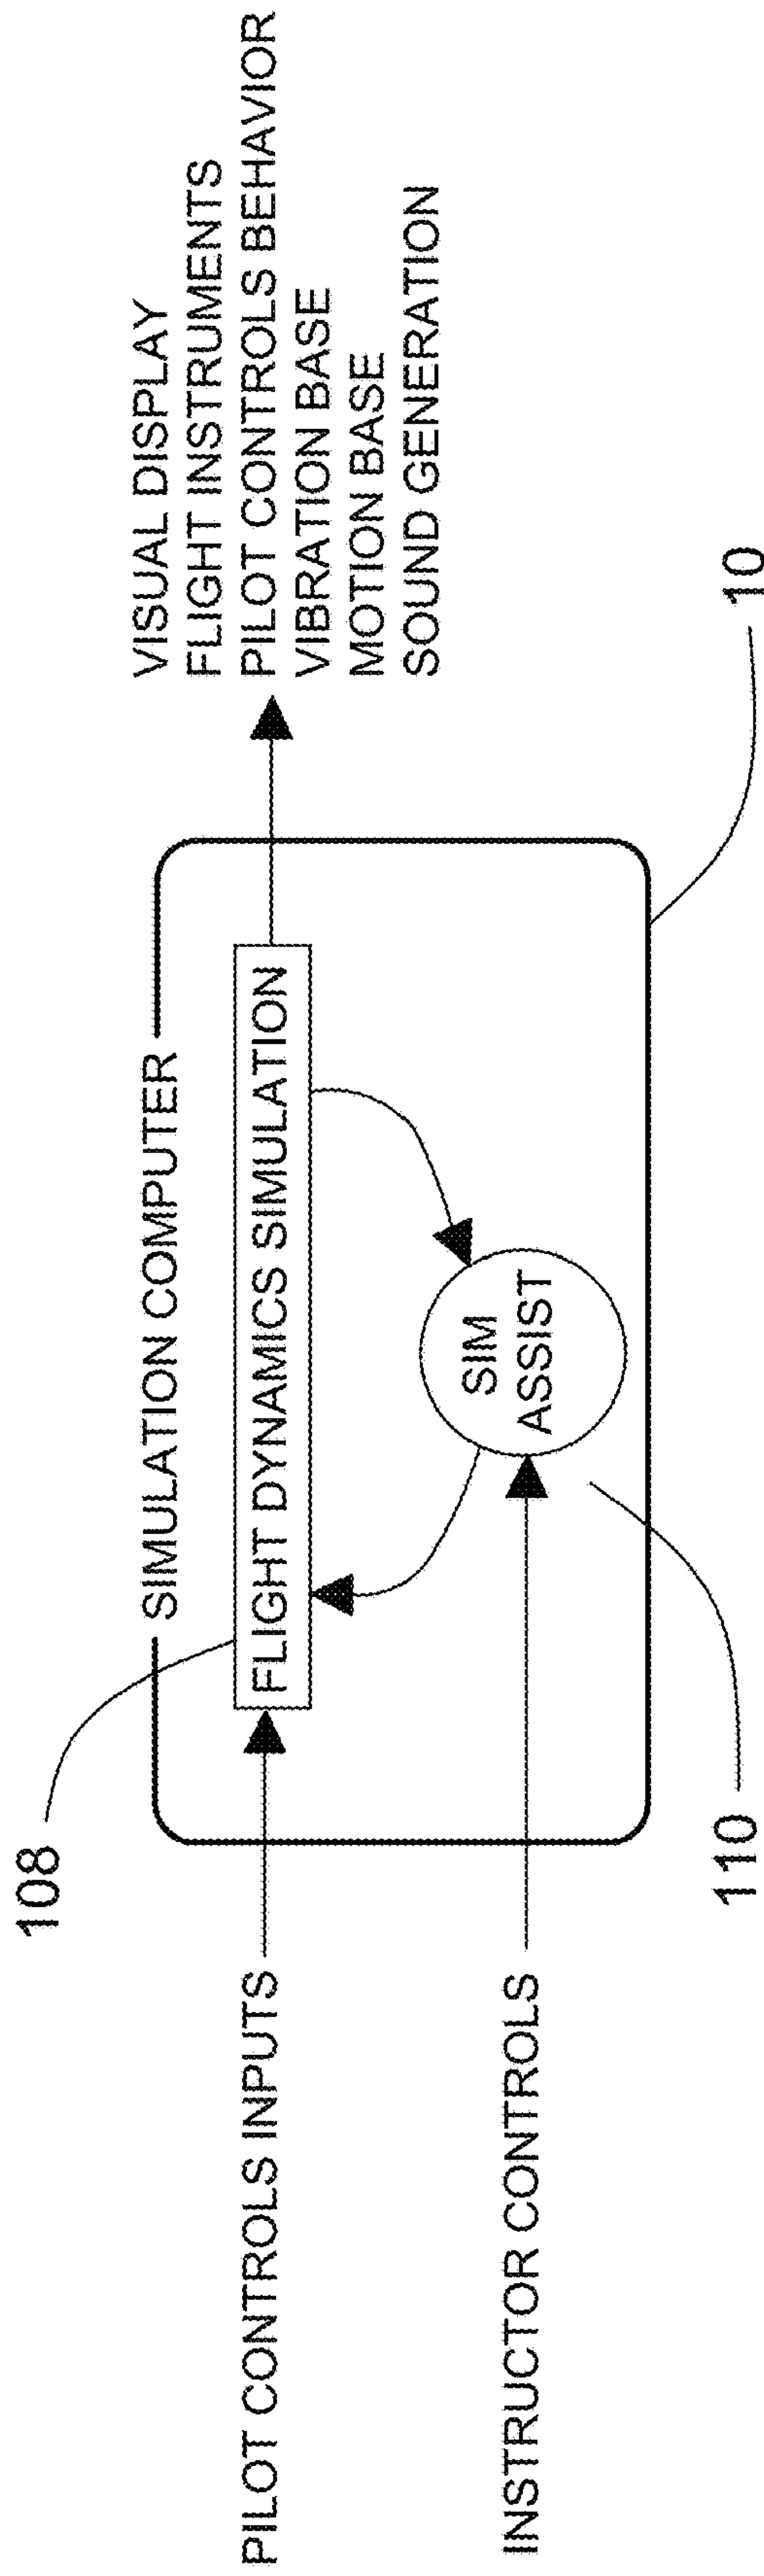 108
SIMULATION COMPUTER
VISUAL DISPLAY
FLIGHT INSTRUMENTS
PILOT CONTROLS BEHAVIOR
VIBRATION BASE
MOTION BASE
SOUND GENERATION
PILOT CONTROLS INPUTS
FLIGHT DYNAMICS SIMULATION
SIM
ASSIST
INSTRUCTOR CONTROLS
110
10